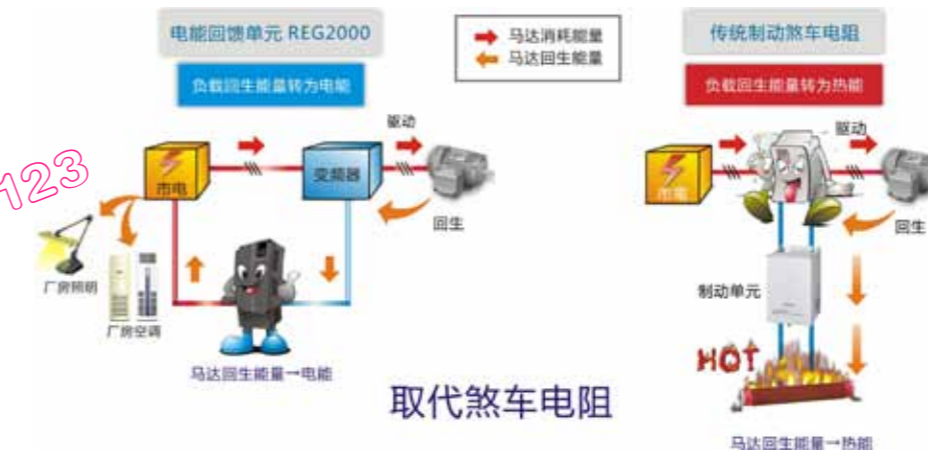 电能回馈单元 REG2000
负载回生能量转为电能
马达消耗能量
马达回生能量
传统制动煞车电阻
负载回生能量转为热能
123
市电
变频器
驱动
回生
厂房照明
厂房空调
马达回生能量→电能
取代煞车电阻
市电
驱动
回生
制动单元
HOT
马达回生能量→热能